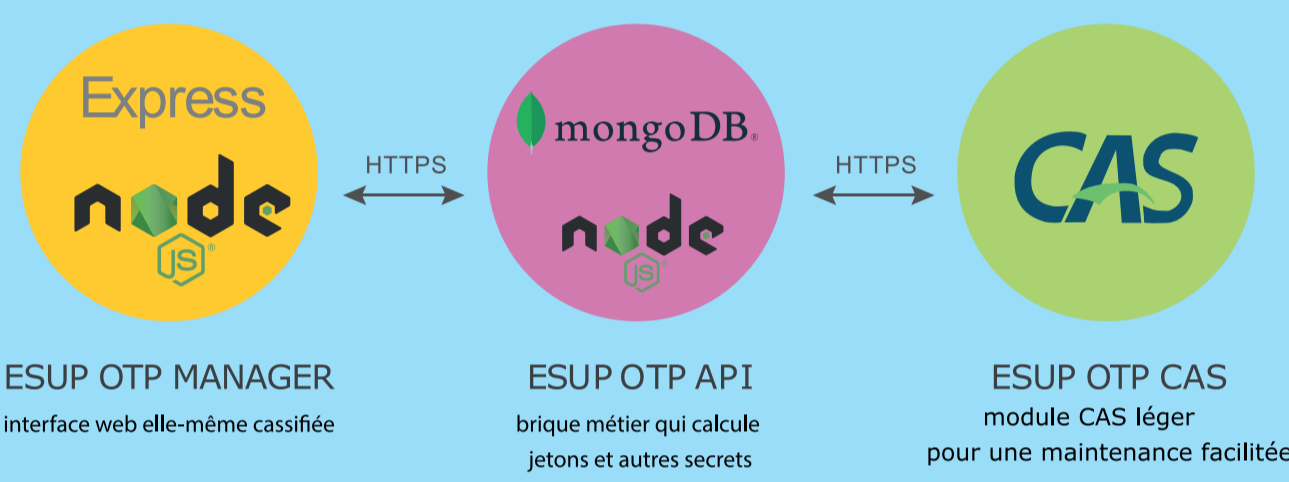 Express
node
JS
HTTPS
mongoDB
node
JS
HTTPS
CAS
ESUP OTP MANAGER
interface web elle-même cassifiée
ESUP OTP API
brique métier qui calcule
jetons et autres secrets
ESUP OTP CAS
module CAS léger
pour une maintenance facilitée